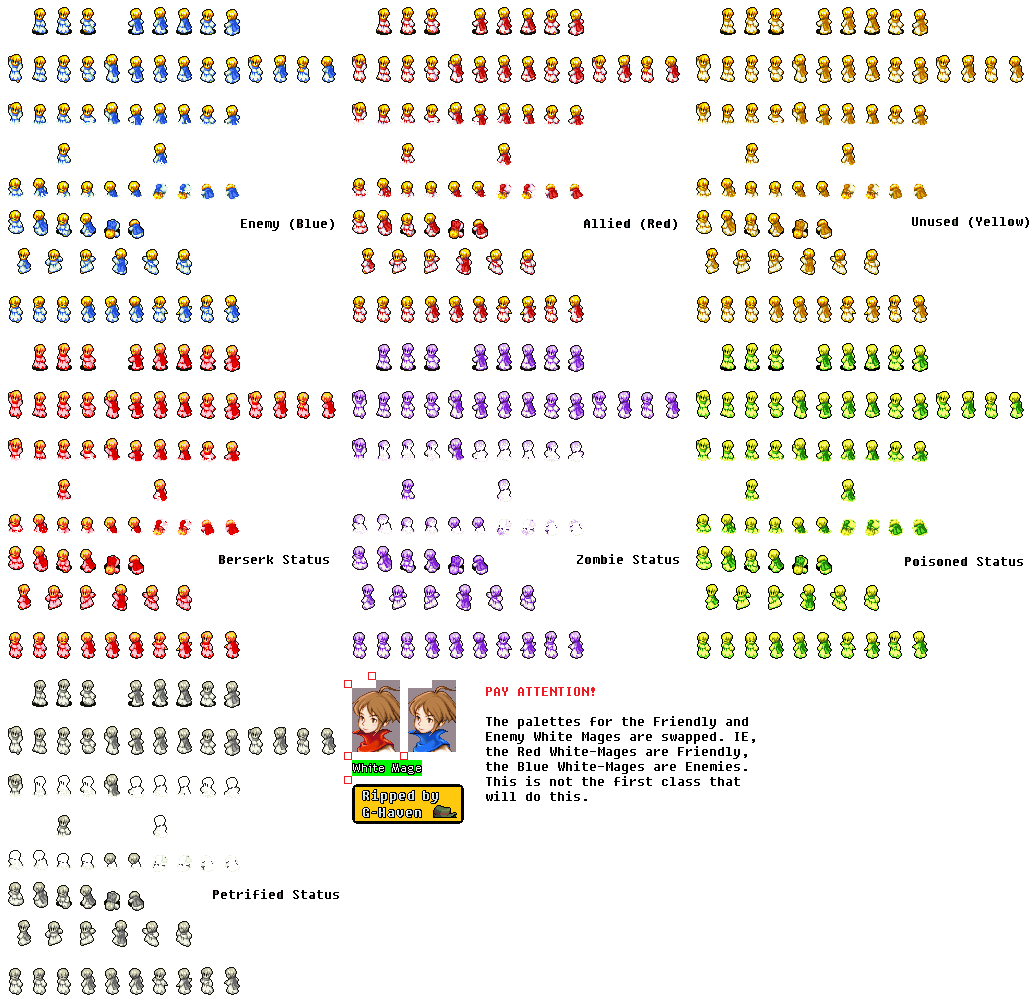 Enemy (Blue)
Allied (Red)
Unused (Yellow)
Berserk Status
Zombie Status
Poisoned Status
Petrified Status
White Mage
Ripped by
G-Haven
PAY ATTENTION!
The palettes for the Friendly and
Enemy White Mages are swapped. IE,
the Red White-Mages are Friendly,
the Blue White-Mages are Enemies.
This is not the first class that
will do this.